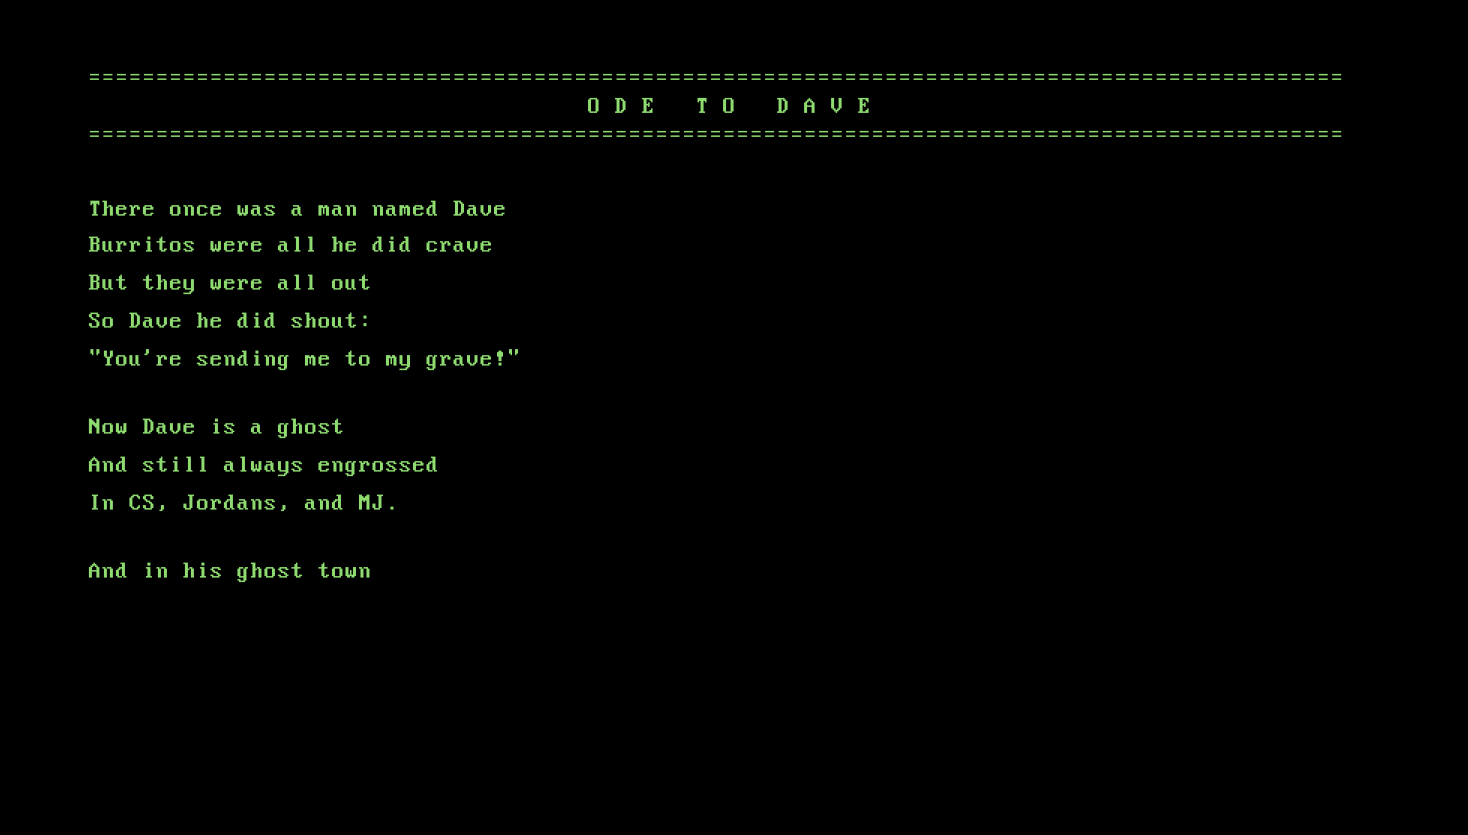 =============================================================================================
O D E   T O   D A V E
=============================================================================================
There once was a man named Dave
Burritos were all he did crave
But they were all out
So Dave he did shout:
"You're sending me to my grave!"
Now Dave is a ghost
And still always engrossed
In CS, Jordans, and MJ.
And in his ghost town